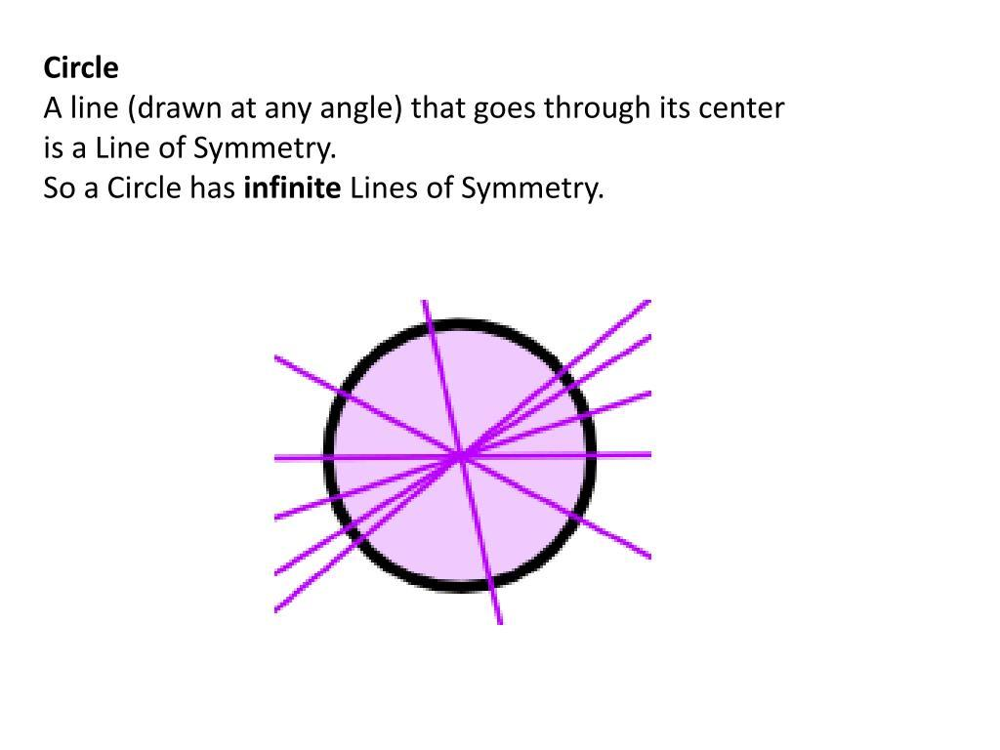 Circle
A line (drawn at any angle) that goes through its center
is a Line of Symmetry.
So a Circle has infinite Lines of Symmetry.